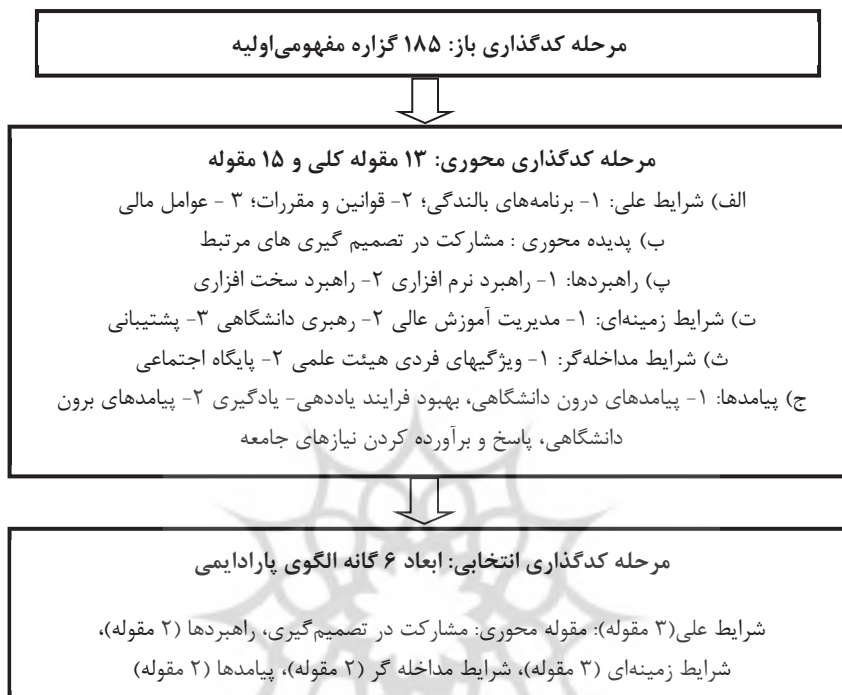 مرحله کدگذاری باز: ۱۸۵ گزاره مفهومی‌اولیه
مرحله کدگذاری محوری: ۱۳ مقوله کلی و ۱۵ مقوله
الف) شرایط علی: ۱- برنامه‌های بالندگی؛ ۲- قوانین و مقررات؛ ۳ - عوامل مالی
ب) پدیده محوری : مشارکت در تصمیم گیری های مرتبط
پ) راهبردها: ۱- راهبرد نرم افزاری ۲- راهبرد سخت افزاری
ت) شرایط زمینه‌ای: ۱- مدیریت آموزش عالی ۲- رهبری دانشگاهی ۳- پشتیبانی
ث) شرایط مداخله‌گر: ۱- ویژگیهای فردی هیئت علمی ۲- پایگاه اجتماعی
ج) پیامدها: ۱- پیامدهای درون دانشگاهی، بهبود فرایند یاددهی- یادگیری ۲- پیامدهای برون
دانشگاهی، پاسخ و برآورده کردن نیازهای جامعه
مرحله کدگذاری انتخابی: ابعاد ۶ گانه الگوی پارادایمی
شرایط علی(۳ مقوله): مقوله محوری: مشارکت در تصمیم‌گیری، راهبردها (۲ مقوله)،
شرایط زمینه‌ای (۳ مقوله)، شرایط مداخله گر (۲ مقوله)، پیامدها (۲ مقوله)